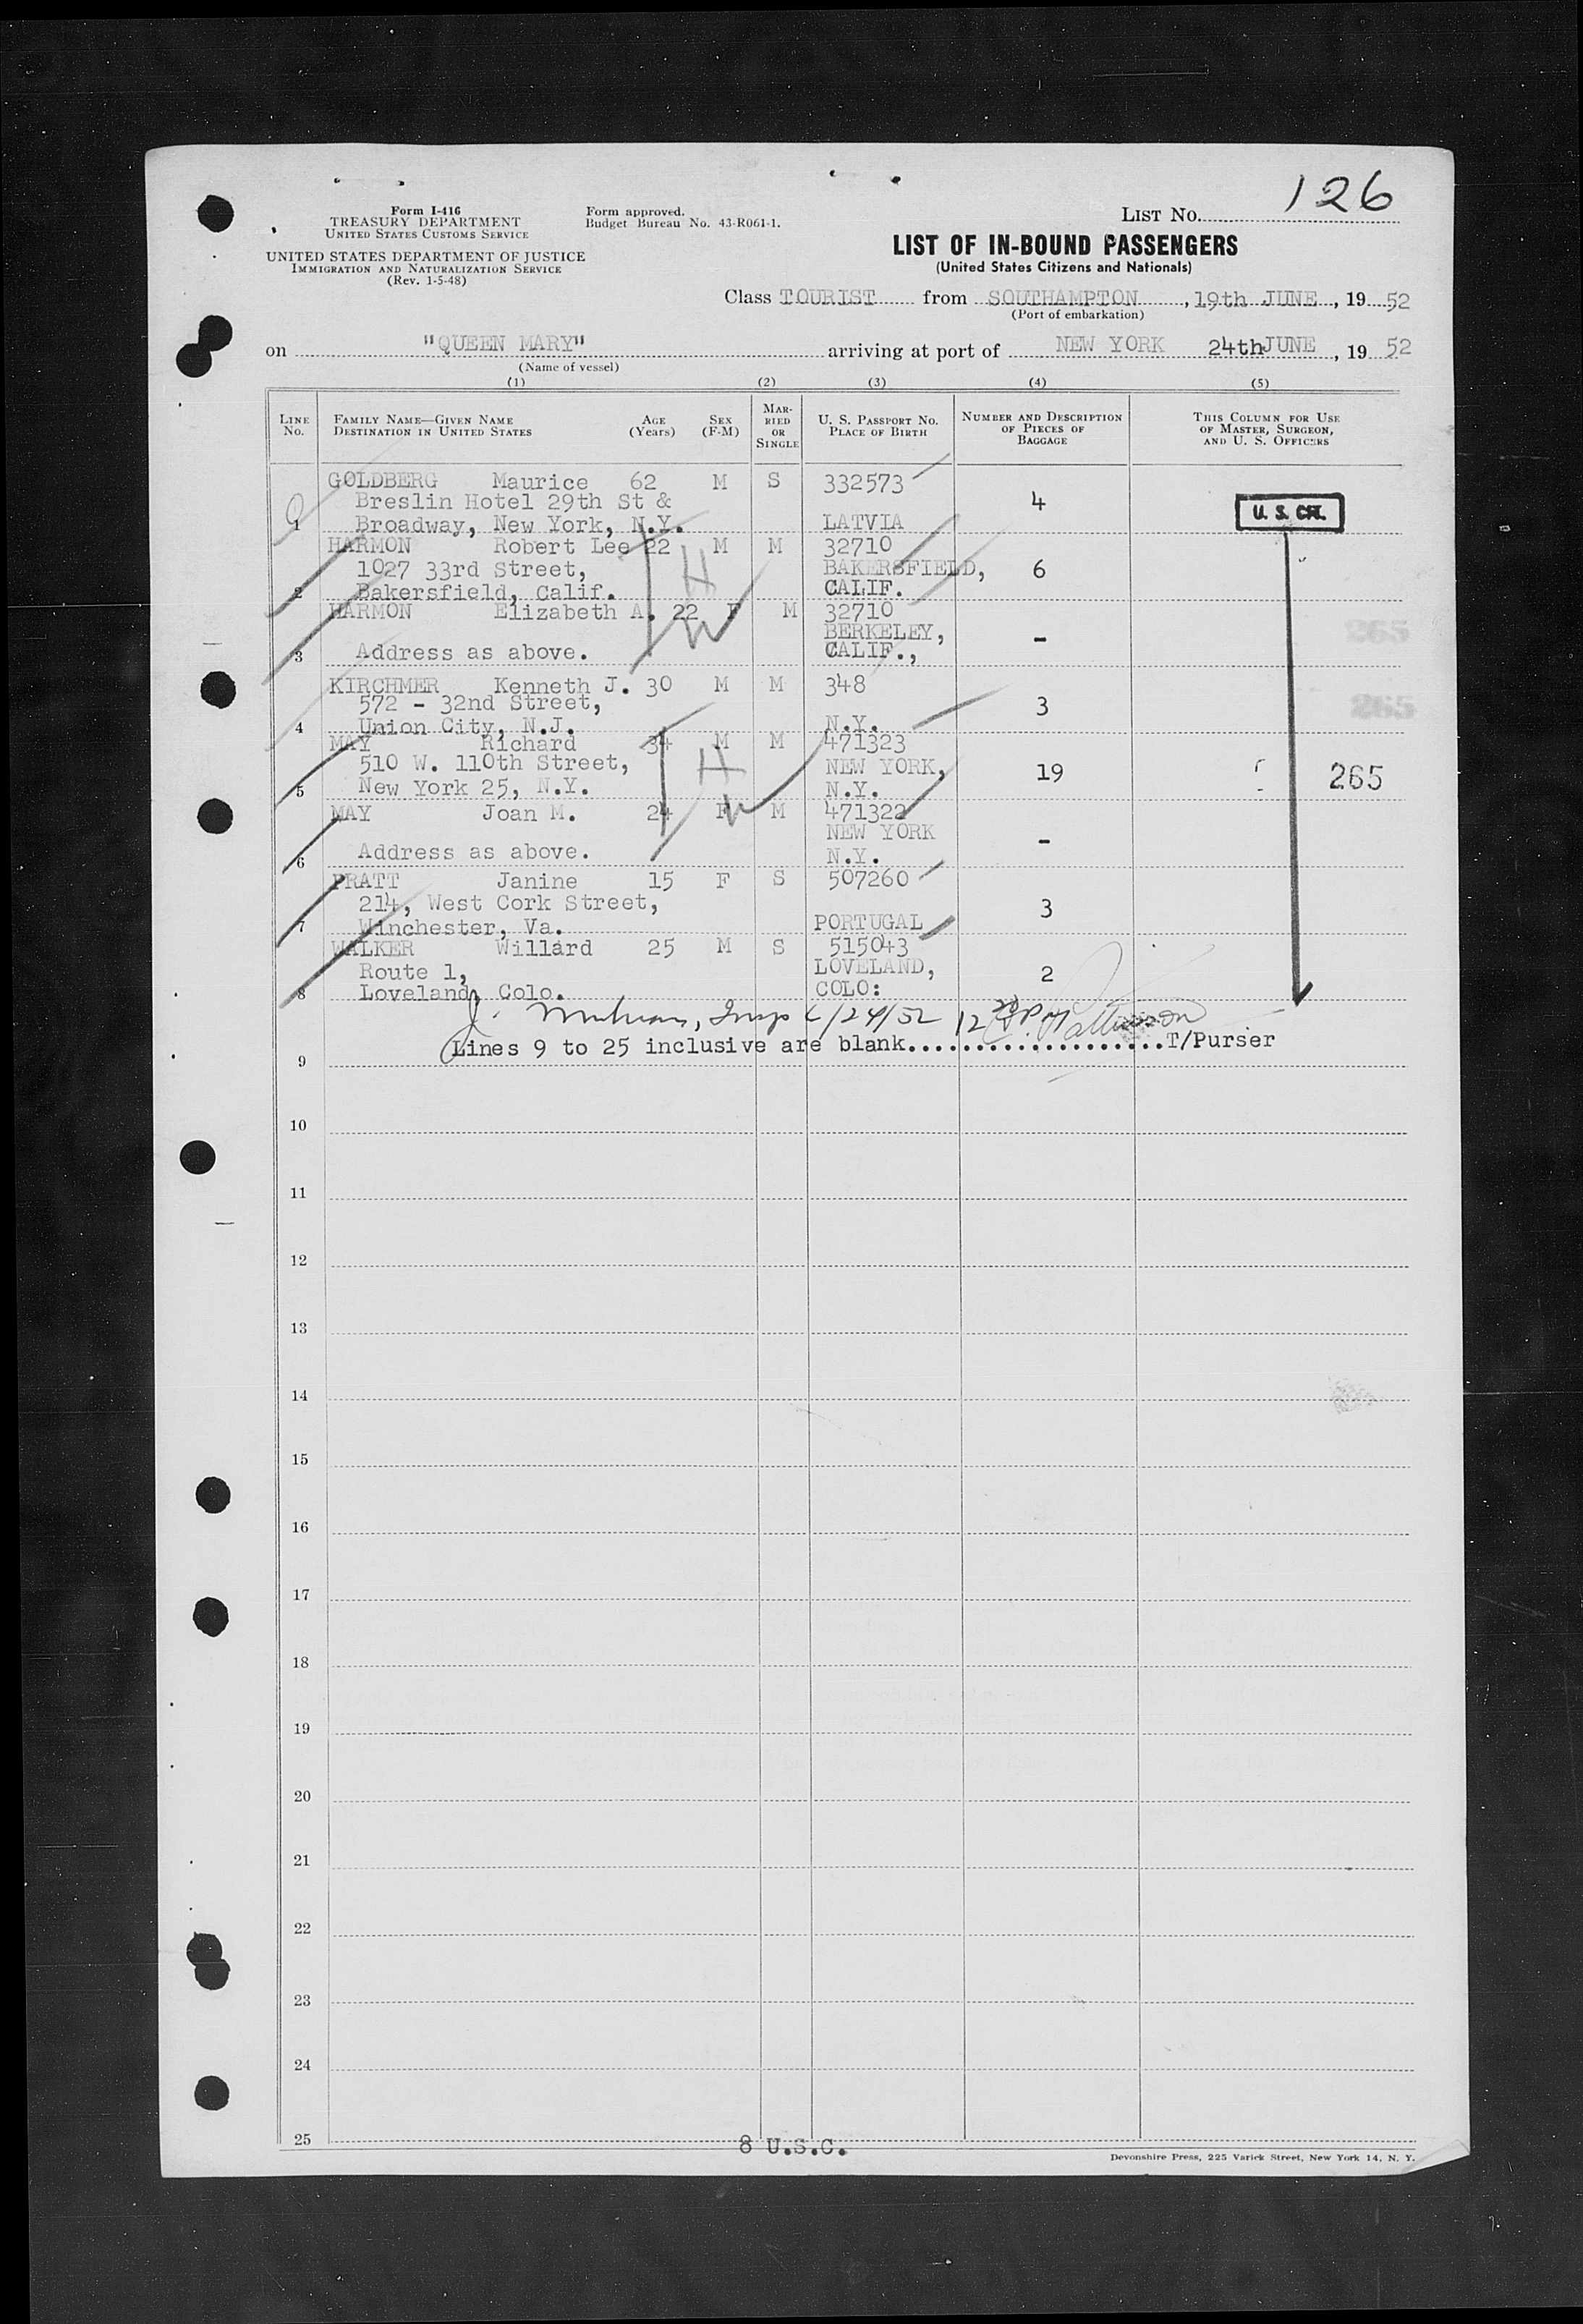 126
Form I-416
TREASURY DEPARTMENT
UNITED STATES CUSTOMS SERVICE
UNITED STATES DEPARTMENT OF JUSTICE
IMMIGRATION AND NATURALIZATION SERVICE
(Rev. 1-5-48)
Form approved.
Budget Bureau No. 43-R061-1.
LIST NO.
LIST OF IN-BOUND PASSENGERS
(United States Citizens and Nationals)
Class TOURIST from SOUTHAMPTON, 19th JUNE, 19 52
(Port of embarkation)
on "QUEEN MARY" arriving at port of NEW YORK 24th JUNE, 19 52
(Name of vessel)
(1) (2) (3) (4) (5)
LINE No. FAMILY NAME—GIVEN NAME DESTINATION IN UNITED STATES AGE (Years) SEX (F-M) MARRIED OR SINGLE U. S. PASSPORT NO. PLACE OF BIRTH NUMBER AND DESCRIPTION OF PIECES OF BAGGAGE THIS COLUMN FOR USE OF MASTER, SURGEON, AND U. S. OFFICERS
GOLDBERG Maurice 62 M S 332573
Breslin Hotel 29th St & 4 U. S. CIT.
1 Broadway, New York, N.Y. LATVIA
HARMON Robert Lee 22 M M 32710
1027 33rd Street, H BAKERSFIELD, 6
2 Bakersfield, Calif. CALIF.
HARMON Elizabeth A. 22 F M 32710
W BERKELEY, - 265
3 Address as above. CALIF.,
KIRCHMER Kenneth J. 30 M M 348
572 - 32nd Street, 3 265
4 Union City, N.J. N.Y.
MAY Richard 34 M M 471323
510 W. 110th Street, H NEW YORK, 19 265
5 New York 25, N.Y. N.Y.
MAY Joan M. 24 F M 471322
W NEW YORK -
6 Address as above. N.Y.
PRATT Janine 15 F S 507260
214, West Cork Street, 3
7 Winchester, Va. PORTUGAL
WALKER Willard 25 M S 515043
Route 1, LOVELAND, 2
8 Loveland, Colo. COLO:
J. Insp 6/24/52 12 PM
9 Lines 9 to 25 inclusive are blank....................T/Purser
10
11
12
13
14
15
16
17
18
19
20
21
22
23
24
25
8 U.S.C.
Devonshire Press, 225 Varick Street, New York 14, N. Y.